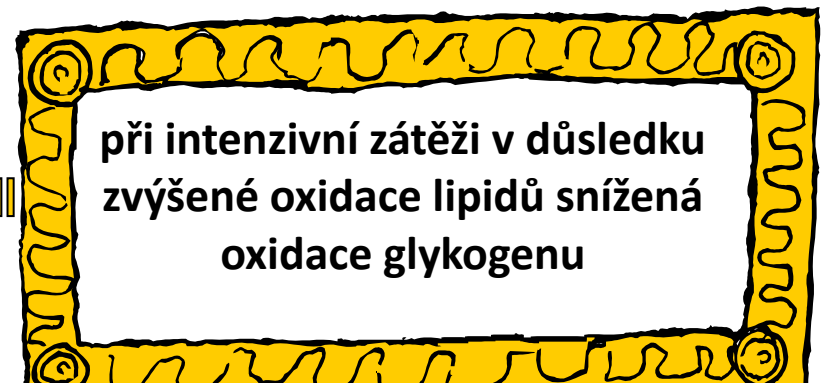 při intenzivní zátěži v důsledku
zvýšené oxidace lipidů snížená
oxidace glykogenu